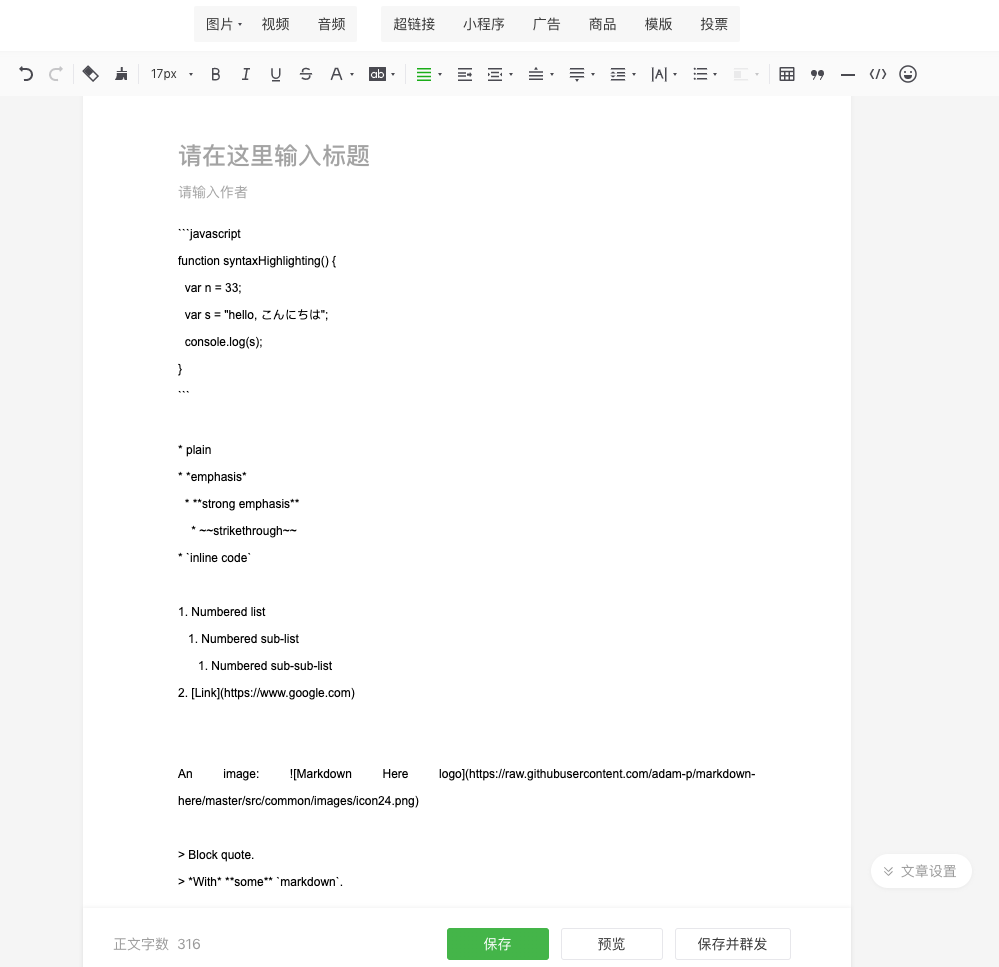 图片 视频 音频 超链接 小程序 广告 商品 模版 投票
17px B I U S A ab |A| </>
请在这里输入标题
请输入作者
```javascript
function syntaxHighlighting() {
  var n = 33;
  var s = "hello, こんにちは";
  console.log(s);
}
```
* plain
* *emphasis*
  * **strong emphasis**
    * ~~strikethrough~~
* `inline code`
1. Numbered list
   1. Numbered sub-list
      1. Numbered sub-sub-list
2. [Link](https://www.google.com)
An image: ![Markdown Here logo](https://raw.githubusercontent.com/adam-p/markdown-
here/master/src/common/images/icon24.png)
> Block quote.
> *With* **some** `markdown`.
文章设置
正文字数 316 保存 预览 保存并群发